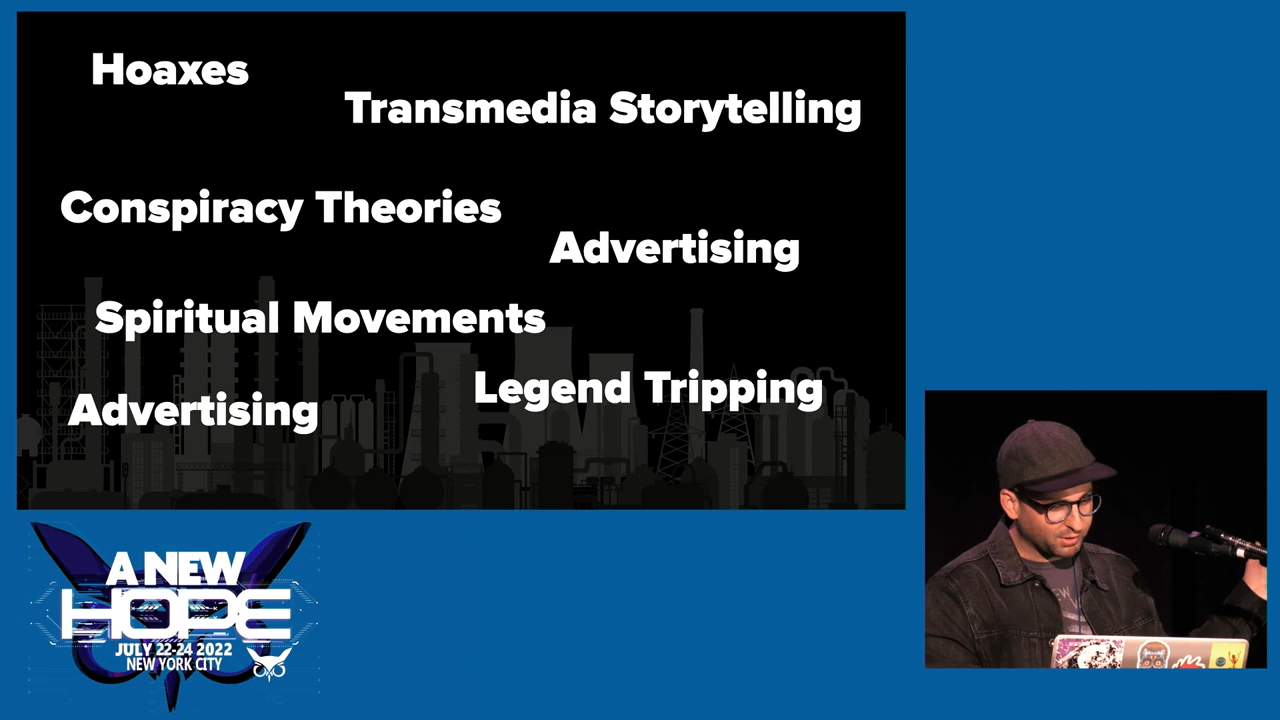 Hoaxes
Transmedia Storytelling
Conspiracy Theories
Advertising
Spiritual Movements
Legend Tripping
Advertising
A NEW
HOPE
JULY 22-24 2022
NEW YORK CITY